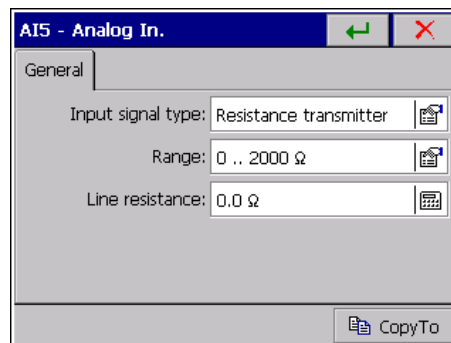 AI5 - Analog In.
General
Input signal type: Resistance transmitter
Range: 0 .. 2000 Ω
Line resistance: 0.0 Ω
CopyTo